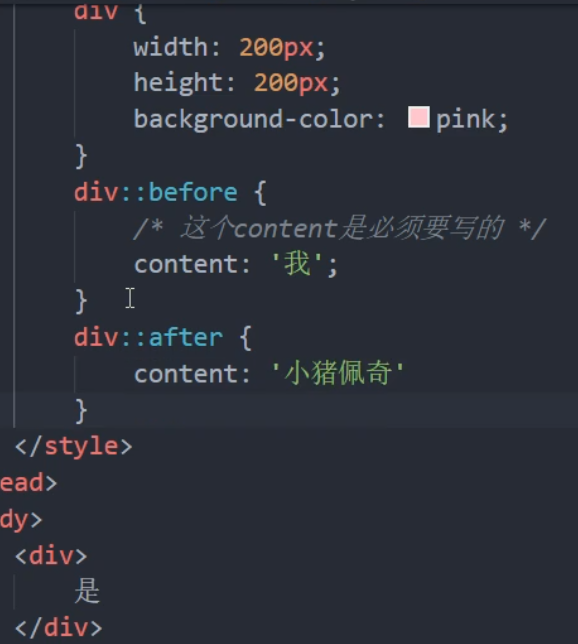 div {
width: 200px;
height: 200px;
background-color: pink;
}
div::before {
/* 这个content是必须要写的 */
content: '我';
}
div::after {
content: '小猪佩奇'
}
</style>
ead>
dy>
<div>
是
</div>